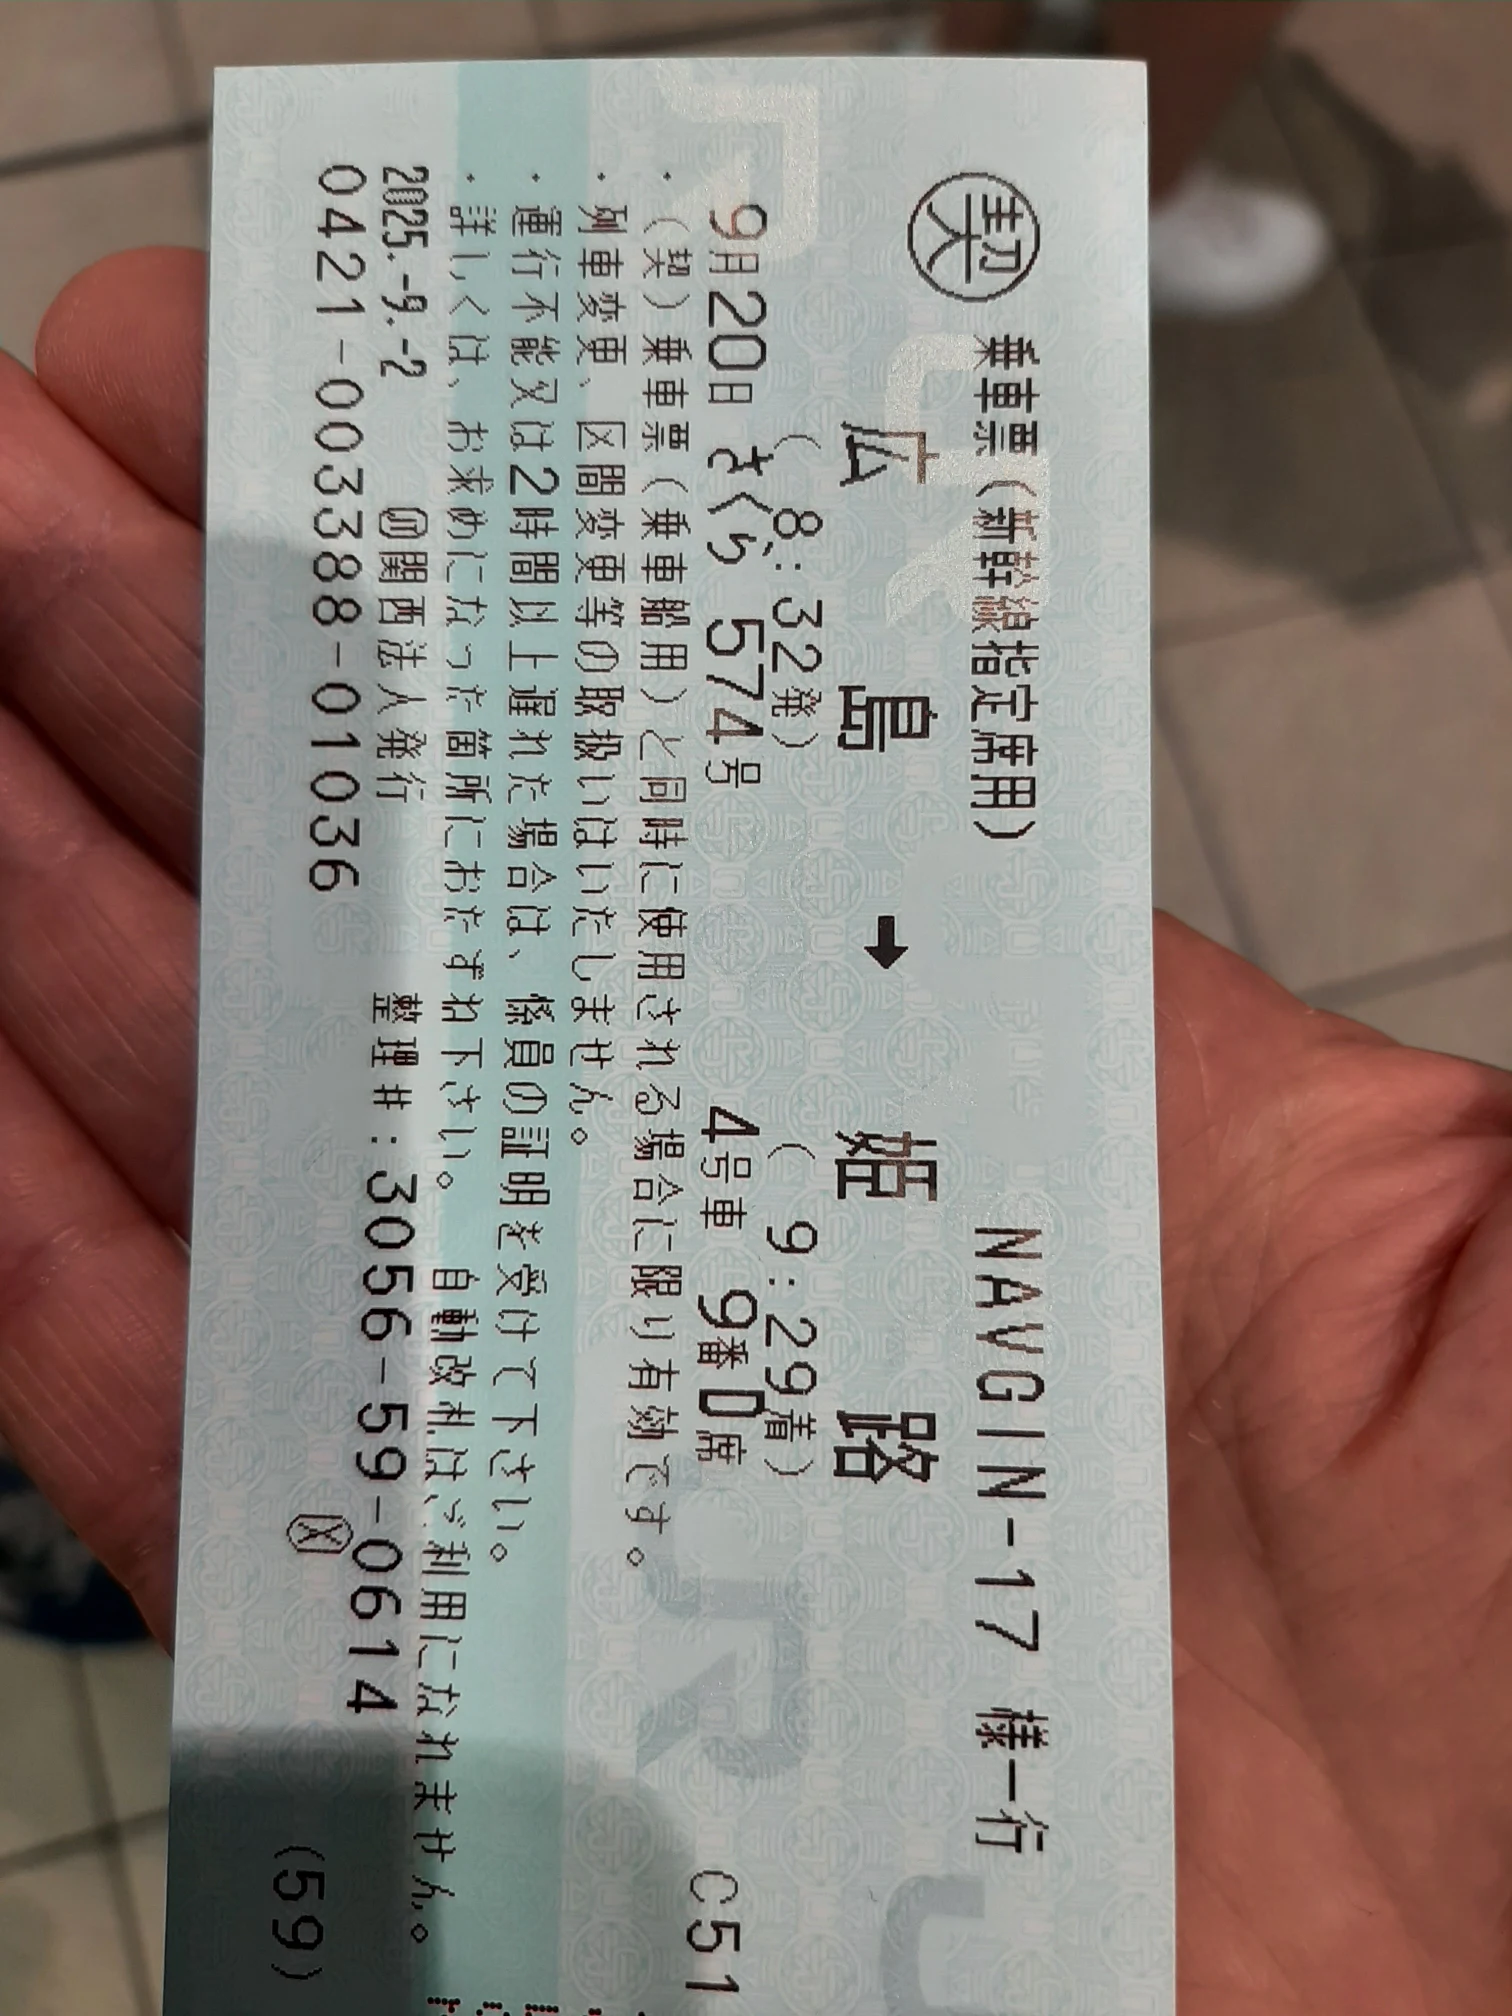 ㊋乗車票(新幹線指定席用) NAVGIN-17 様一行
広島 → 姫路
(8:32発) (9:29着)
9月20日 さくら 574号 4号車 9番D席 C51
・(契)乗車票(乗車船用)と同時に使用される場合に限り有効です。
・列車変更、区間変更等の取扱いはいたしません。
・運行不能又は2時間以上遅れた場合は、係員の証明を受けて下さい。
・詳しくは、お求めになった箇所におたずね下さい。 自動改札はご利用になれません。
2025.-9.-2 関西法人発行 整理#:3056-59-0614
0421-003388-01036 (59)